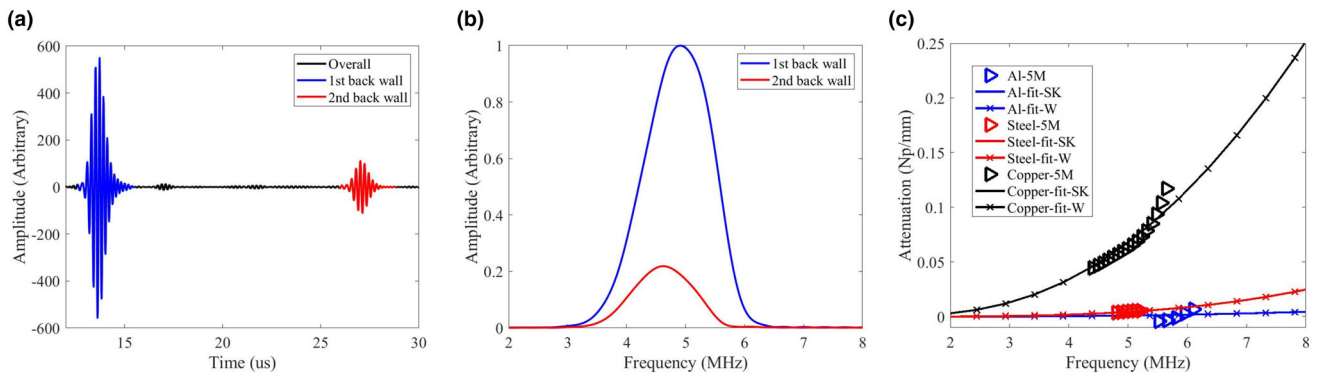 (a)
600
400
200
0
-200
-400
-600
15
20
25
30
Amplitude (Arbitrary)
Time (us)
Overall
1st back wall
2nd back wall
(b)
1
0.8
0.6
0.4
0.2
0
2
3
4
5
6
7
8
Amplitude (Arbitrary)
Frequency (MHz)
1st back wall
2nd back wall
(c)
0.25
0.2
0.15
0.1
0.05
0
2
3
4
5
6
7
8
Attenuation (Np/mm)
Frequency (MHz)
Al-5M
Al-fit-SK
Al-fit-W
Steel-5M
Steel-fit-SK
Steel-fit-W
Copper-5M
Copper-fit-SK
Copper-fit-W